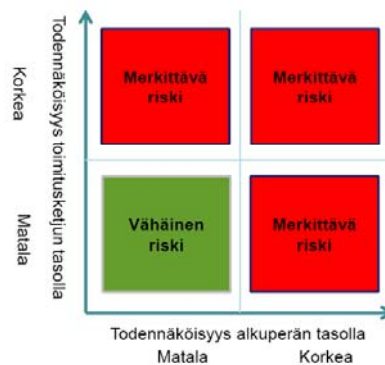 Todennäköisyys toimitusketjun tasolla
Korkea
Matala
Merkittävä
riski
Merkittävä
riski
Vähäinen
riski
Merkittävä
riski
Todennäköisyys alkuperän tasolla
Matala
Korkea